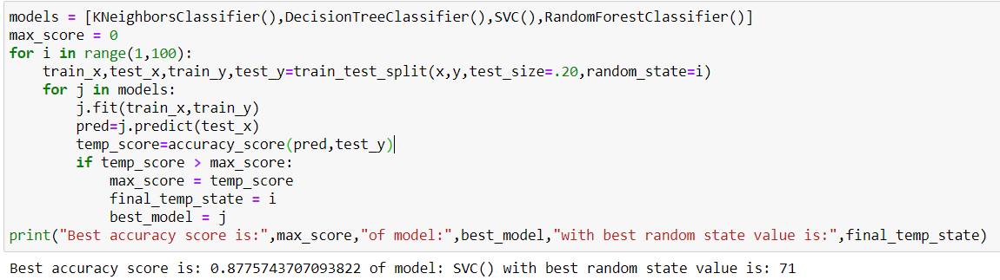 models = [KNeighborsClassifier(),DecisionTreeClassifier(),SVC(),RandomForestClassifier()]
max_score = 0
for i in range(1,100):
    train_x,test_x,train_y,test_y=train_test_split(x,y,test_size=.20,random_state=i)
    for j in models:
        j.fit(train_x,train_y)
        pred=j.predict(test_x)
        temp_score=accuracy_score(pred,test_y)
        if temp_score > max_score:
            max_score = temp_score
            final_temp_state = i
            best_model = j
print("Best accuracy score is:",max_score,"of model:",best_model,"with best random state value is:",final_temp_state)
Best accuracy score is: 0.8775743707093822 of model: SVC() with best random state value is: 71